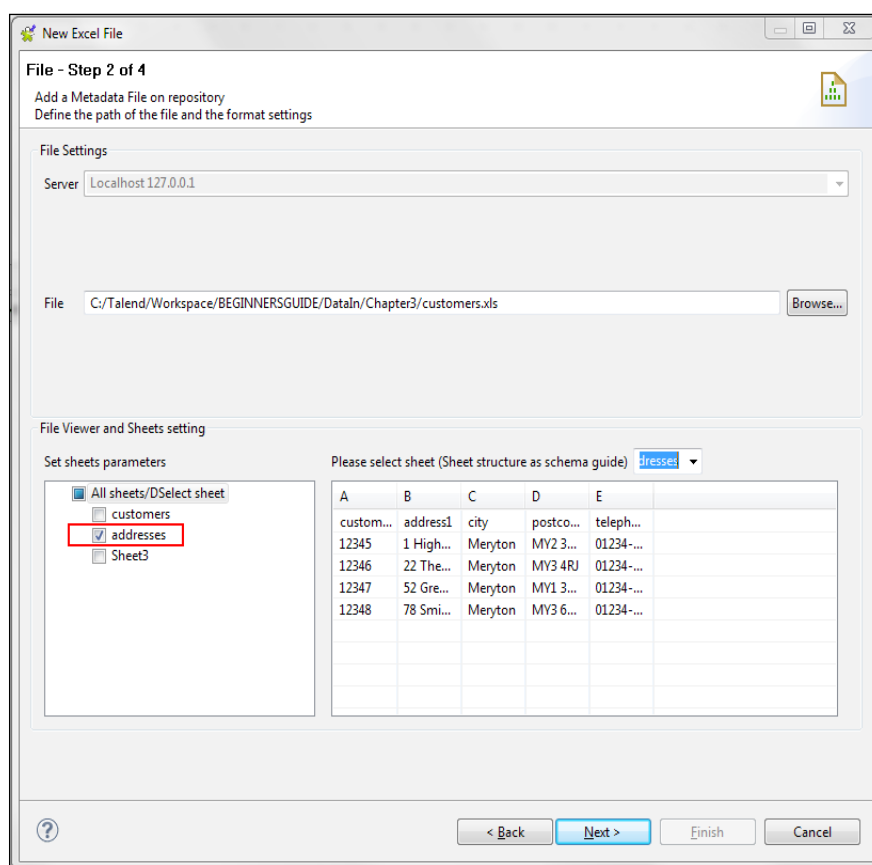 New Excel File
File - Step 2 of 4
Add a Metadata File on repository
Define the path of the file and the format settings
File Settings
Server Localhost 127.0.0.1
File C:/Talend/Workspace/BEGINNERSGUIDE/DataIn/Chapter3/customers.xls Browse...
File Viewer and Sheets setting
Set sheets parameters Please select sheet (Sheet structure as schema guide) dresses
All sheets/DSelect sheet
customers
addresses
Sheet3
A B C D E
custom... address1 city postco... teleph...
12345 1 High... Meryton MY2 3... 01234-...
12346 22 The... Meryton MY3 4RJ 01234-...
12347 52 Gre... Meryton MY1 3... 01234-...
12348 78 Smi... Meryton MY3 6... 01234-...
? < Back Next > Finish Cancel